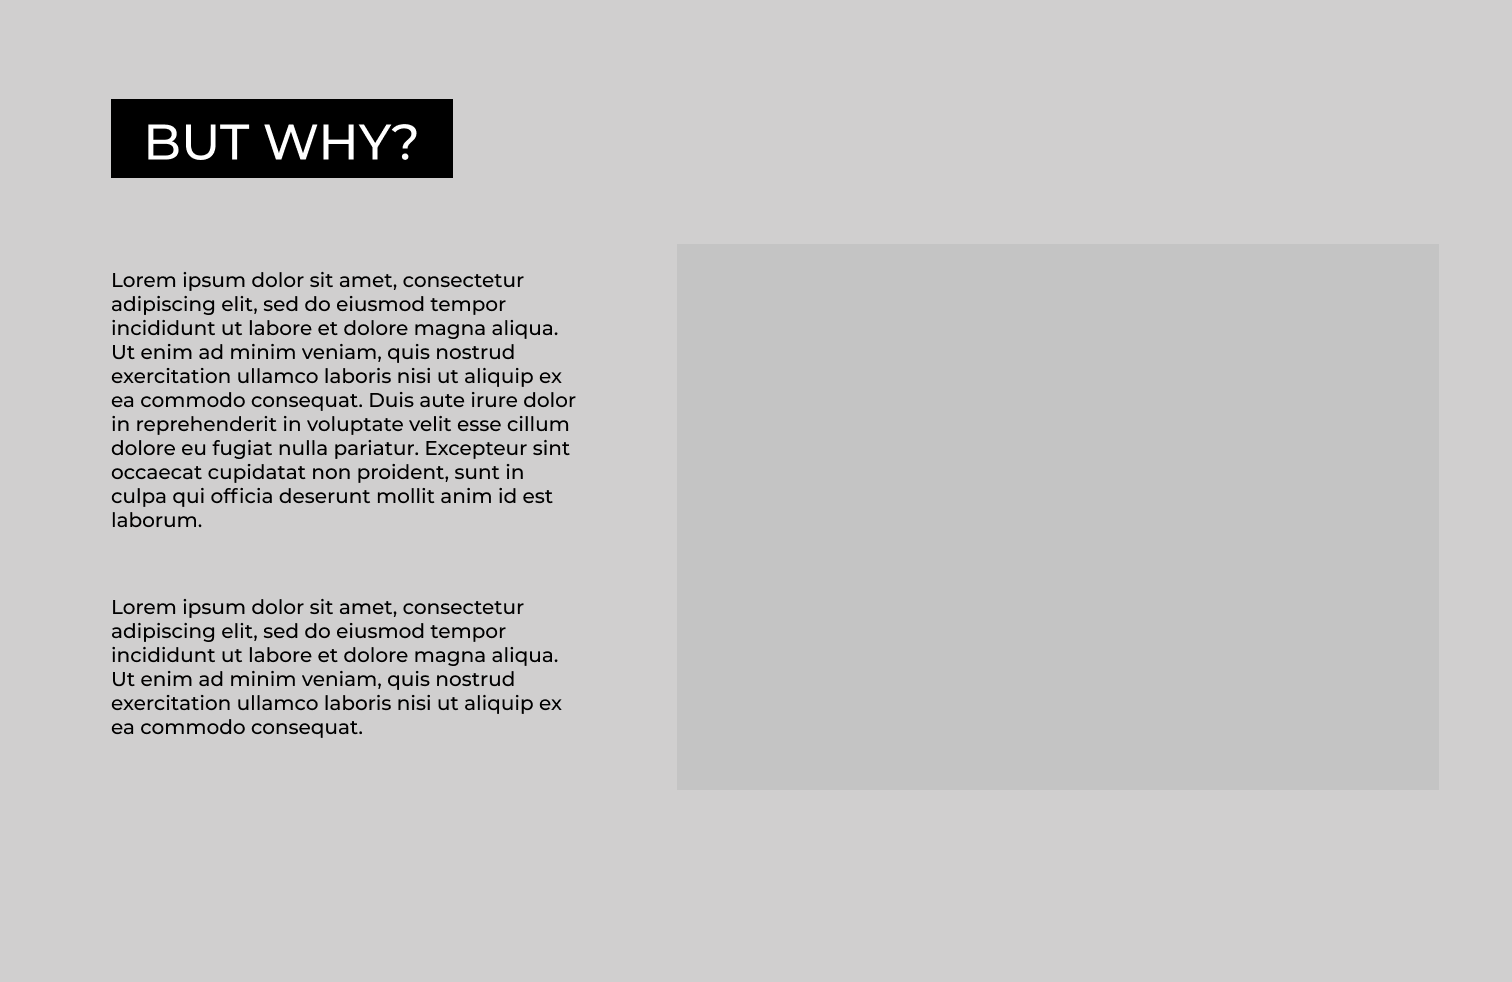 BUT WHY?
Lorem ipsum dolor sit amet, consectetur
adipiscing elit, sed do eiusmod tempor
incididunt ut labore et dolore magna aliqua.
Ut enim ad minim veniam, quis nostrud
exercitation ullamco laboris nisi ut aliquip ex
ea commodo consequat. Duis aute irure dolor
in reprehenderit in voluptate velit esse cillum
dolore eu fugiat nulla pariatur. Excepteur sint
occaecat cupidatat non proident, sunt in
culpa qui officia deserunt mollit anim id est
laborum.
Lorem ipsum dolor sit amet, consectetur
adipiscing elit, sed do eiusmod tempor
incididunt ut labore et dolore magna aliqua.
Ut enim ad minim veniam, quis nostrud
exercitation ullamco laboris nisi ut aliquip ex
ea commodo consequat.